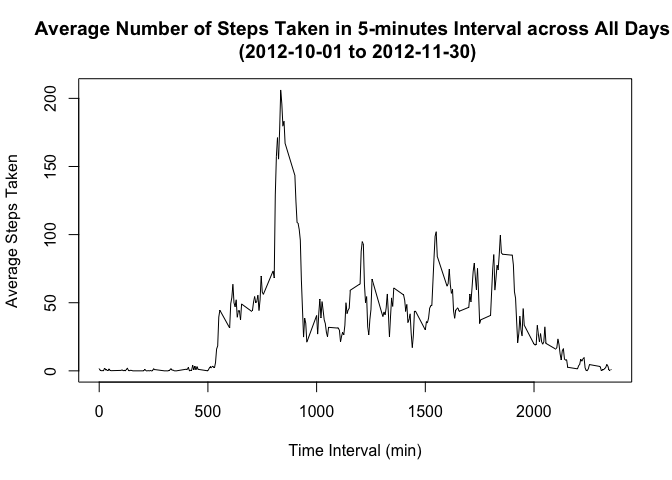 Average Number of Steps Taken in 5-minutes Interval across All Days
(2012-10-01 to 2012-11-30)
200
150
100
50
0
Average Steps Taken
0 500 1000 1500 2000
Time Interval (min)